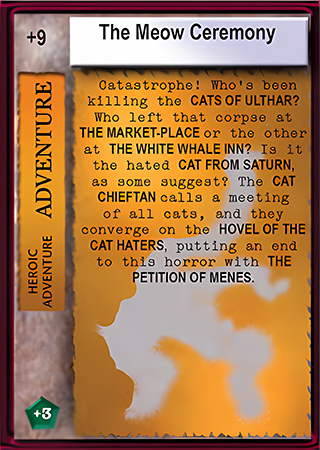 +9
The Meow Ceremony
HEROIC
ADVENTURE
ADVENTURE
Catastrophe! Who's been
killing the CATS OF ULTHAR?
Who left that corpse at
THE MARKET-PLACE or the other
at THE WHITE WHALE INN? Is it
the hated CAT FROM SATURN,
as some suggest? The CAT
CHIEFTAN calls a meeting
of all cats, and they
converge on the HOVEL OF THE
CAT HATERS, putting an end
to this horror with THE
PETITION OF MENES.
+3